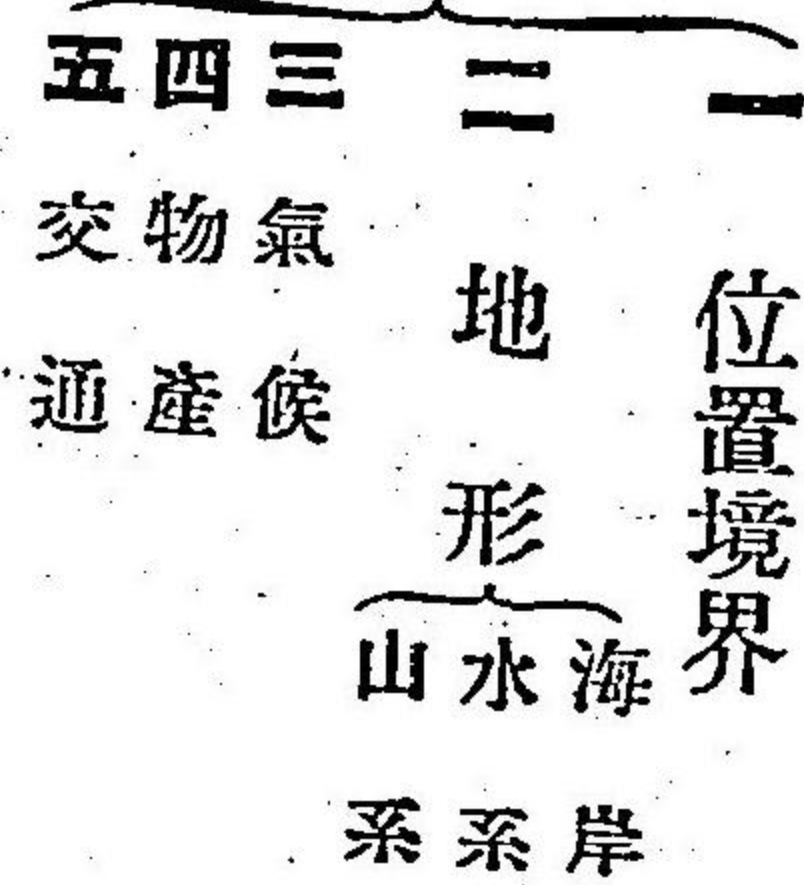 一 位置境界
二 地形
海岸
水系
山系
三 氣候
四 物產
五 交通